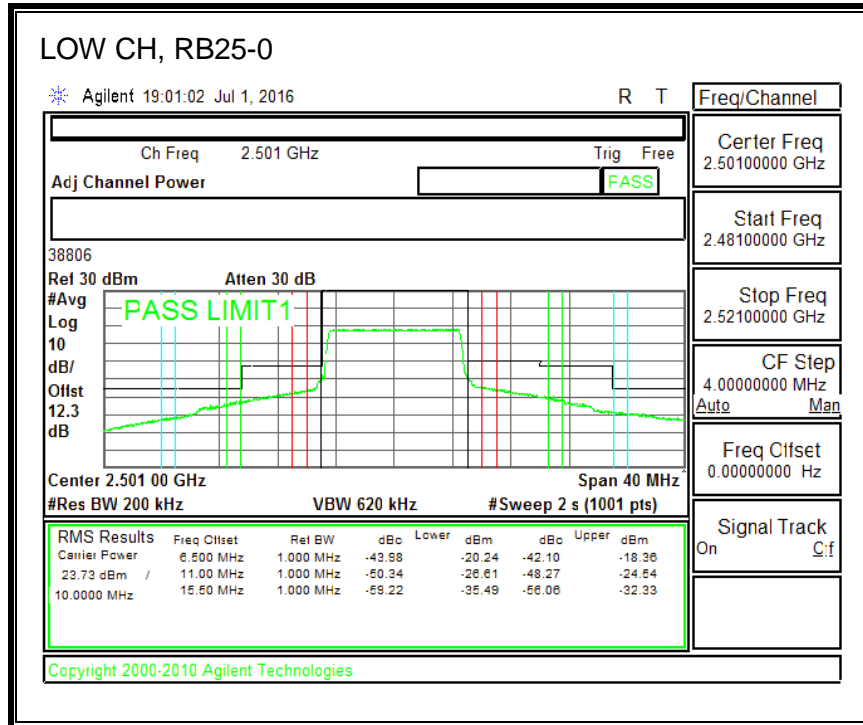 LOW CH, RB25-0
Agilent 19:01:02 Jul 1, 2016 R T
Freq/Channel
Ch Freq 2.501 GHz Trig Free
Adj Channel Power PASS
Center Freq
2.50100000 GHz
Start Freq
2.48100000 GHz
Stop Freq
2.52100000 GHz
CF Step
4.00000000 MHz
Auto Man
Freq Offset
0.00000000 Hz
Signal Track
On Off
38806
Ref 30 dBm Atten 30 dB
#Avg
Log
10
dB/
Offst
12.3
dB
PASS LIMIT1
Center 2.501 00 GHz Span 40 MHz
#Res BW 200 kHz VBW 620 kHz #Sweep 2 s (1001 pts)
RMS Results Freq Offset Ref BW dBc Lower dBm dBc Upper dBm
Carrier Power 6.500 MHz 1.000 MHz -43.98 -20.24 -42.10 -18.36
23.73 dBm / 11.00 MHz 1.000 MHz -50.34 -26.61 -48.27 -24.54
10.0000 MHz 15.50 MHz 1.000 MHz -59.22 -35.49 -56.06 -32.33
Copyright 2000-2010 Agilent Technologies